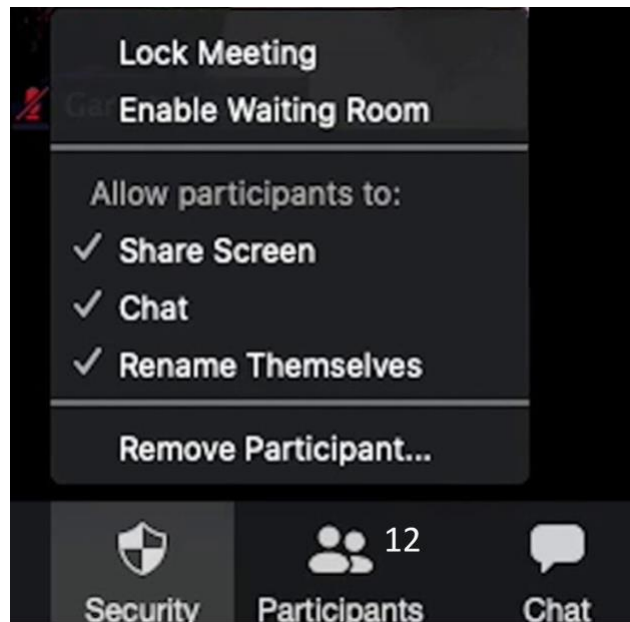 Lock Meeting
Enable Waiting Room
Allow participants to:
Share Screen
Chat
Rename Themselves
Remove Participant...
12
Security Participants Chat